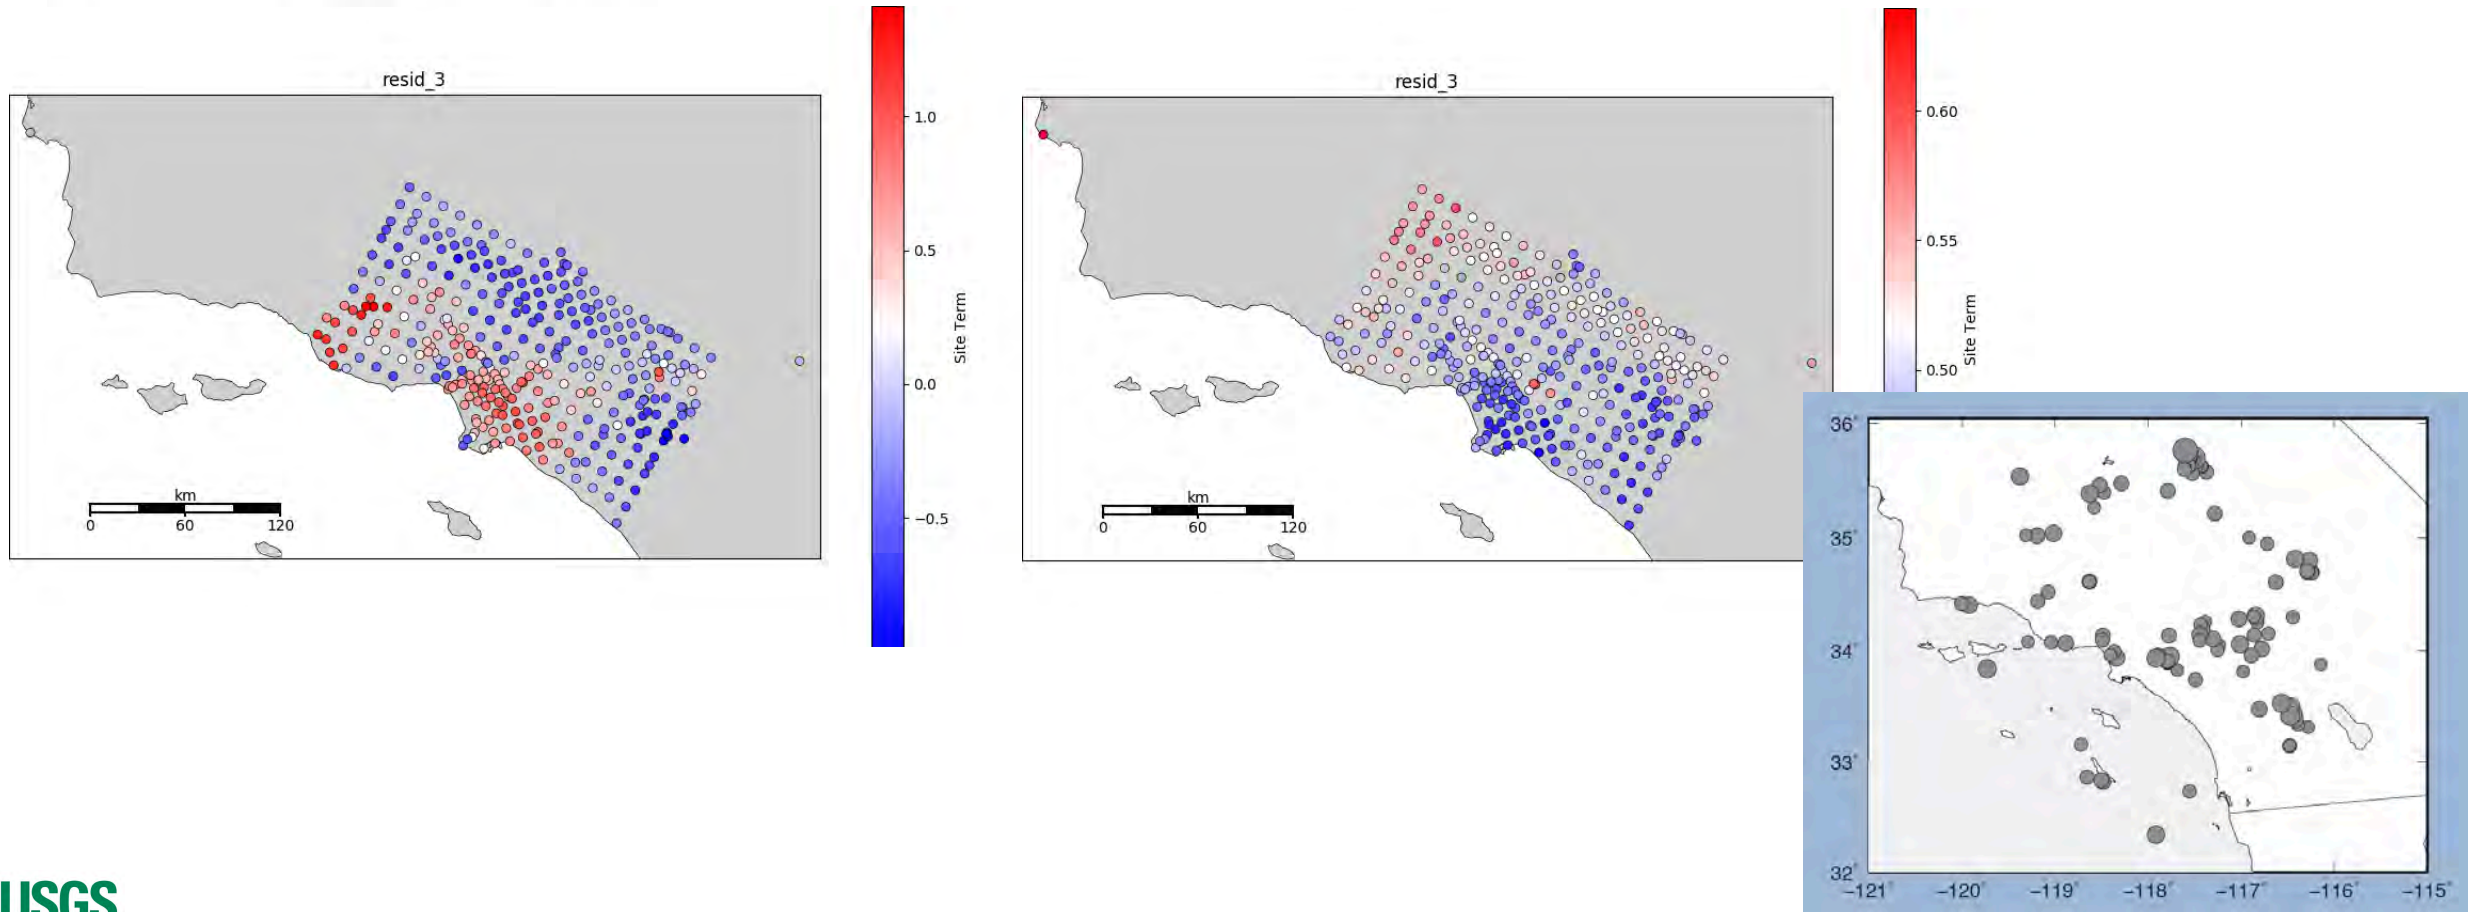 resid_3
1.0
0.5
0.0
−0.5
Site Term
km
0 60 120
resid_3
0.60
0.55
0.50
Site Term
km
0 60 120
36°
35°
34°
33°
32°
−121° −120° −119° −118° −117° −116° −115°
USGS